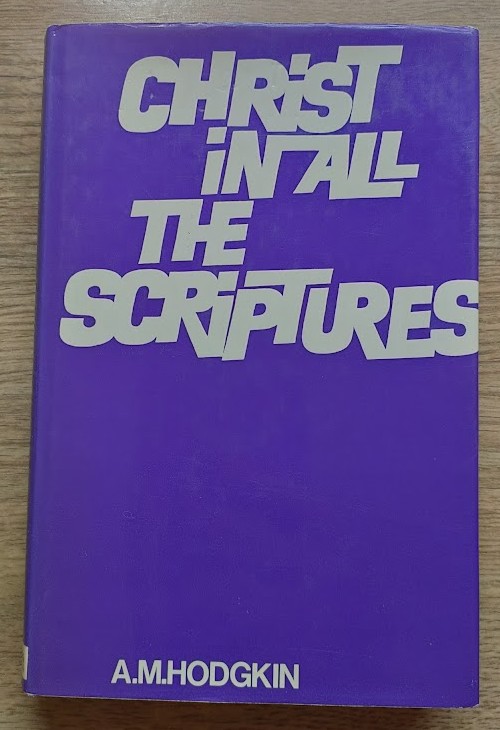 CHRiST
iN ALL
THE
SCRiPTURES
A.M.HODGKIN